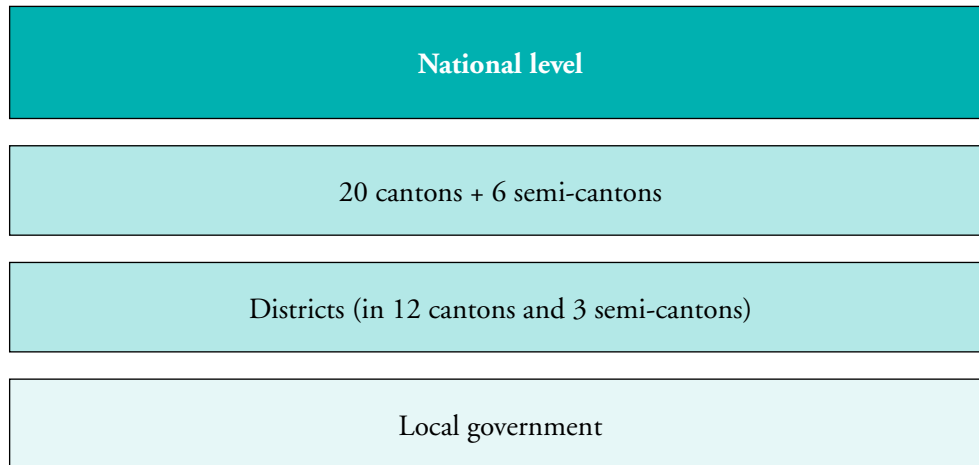 National level
20 cantons + 6 semi-cantons
Districts (in 12 cantons and 3 semi-cantons)
Local government